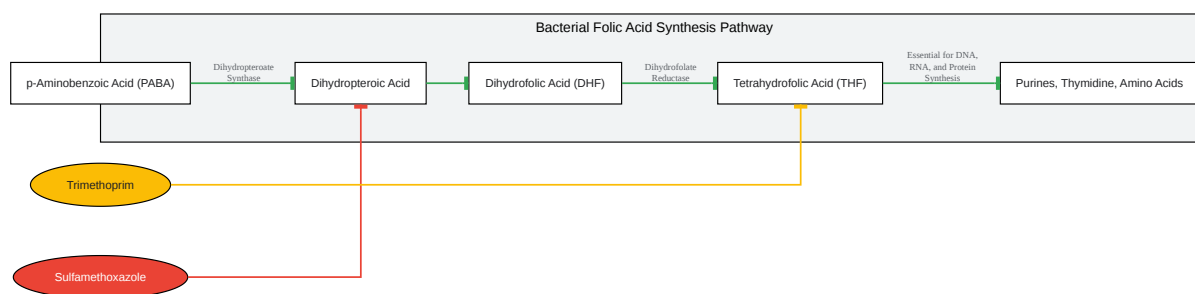 Bacterial Folic Acid Synthesis Pathway
p-Aminobenzoic Acid (PABA)
Dihydropteroate
Synthase
Dihydropteroic Acid
Dihydrofolic Acid (DHF)
Dihydrofolate
Reductase
Tetrahydrofolic Acid (THF)
Essential for DNA,
RNA, and Protein
Synthesis
Purines, Thymidine, Amino Acids
Trimethoprim
Sulfamethoxazole